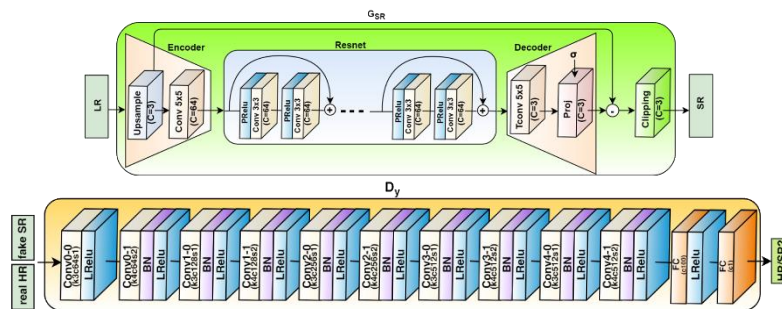 G_SR
Encoder
Resnet
Decoder
LR
Upsample
(C=3)
Conv 5x5
(C=64)
PRelu
Conv 3x3
(C=64)
PRelu
Conv 3x3
(C=64)
+
PRelu
Conv 3x3
(C=64)
PRelu
Conv 3x3
(C=64)
+
Tconv 5x5
(C=3)
σ
Proj
(C=3)
-
Clipping
(C=3)
SR
D_y
fake SR
real HR
Conv0-0
(k3c64s1)
LRelu
Conv0-1
(k4c64s2)
BN
LRelu
Conv1-0
(k3c128s1)
BN
LRelu
Conv1-1
(k4c128s2)
BN
LRelu
Conv2-0
(k3c256s1)
BN
LRelu
Conv2-1
(k4c256s2)
BN
LRelu
Conv3-0
(k3c512s1)
BN
LRelu
Conv3-1
(k4c512s2)
BN
LRelu
Conv4-0
(k3c512s1)
BN
LRelu
Conv4-1
(k4c512s2)
BN
LRelu
FC
(c100)
LRelu
FC
(c1)
HR/SR?